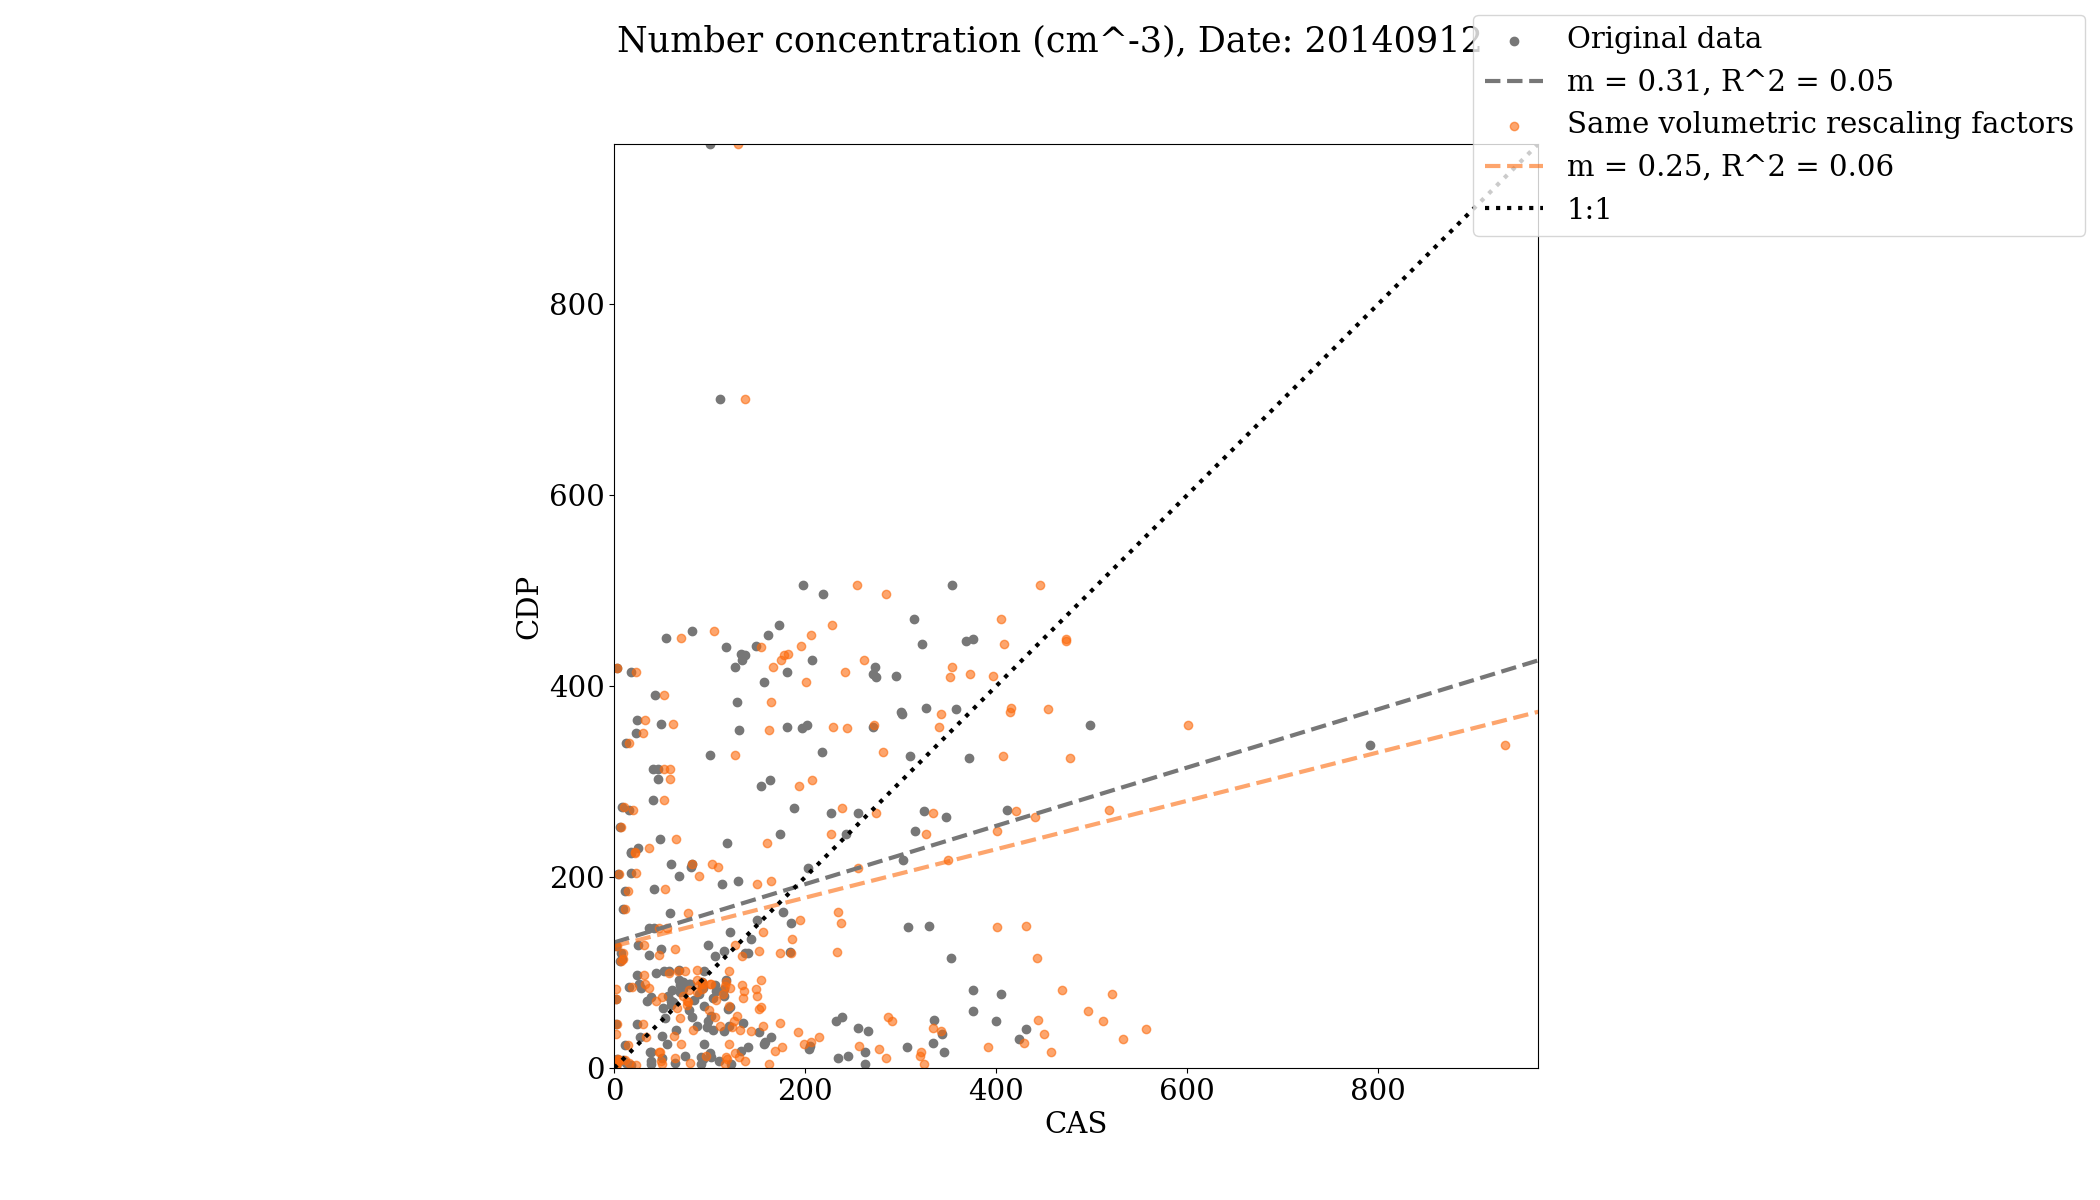 Number concentration (cm^-3), Date: 20140912
Original data
m = 0.31, R^2 = 0.05
Same volumetric rescaling factors
m = 0.25, R^2 = 0.06
1:1
800
600
400
200
0
CDP
0 200 400 600 800
CAS